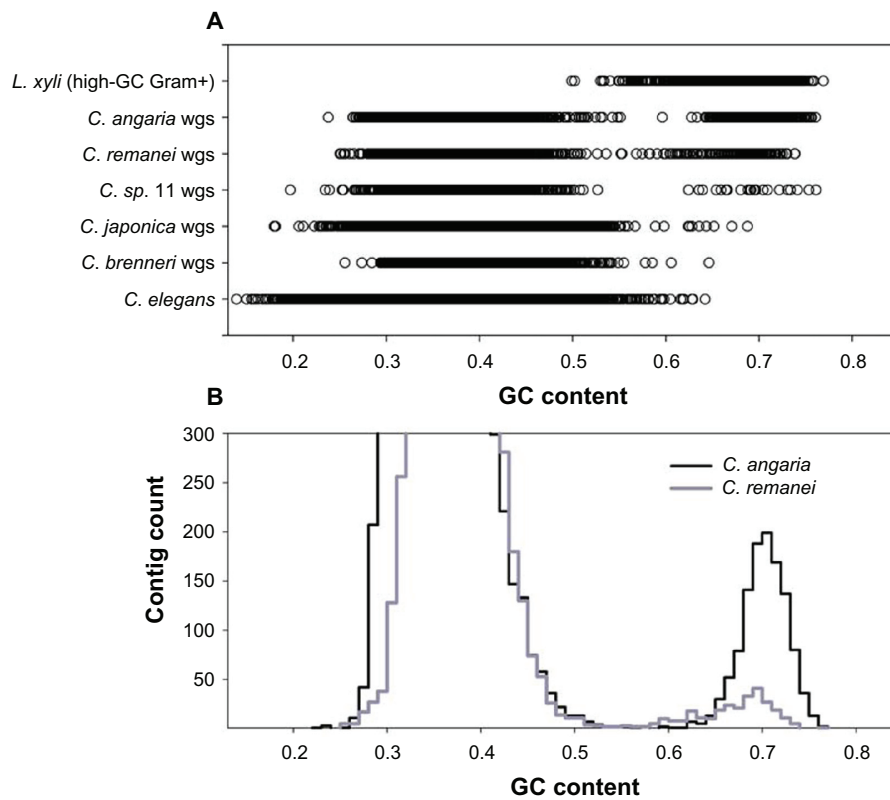 A
L. xyli (high-GC Gram+)
C. angaria wgs
C. remanei wgs
C. sp. 11 wgs
C. japonica wgs
C. brenneri wgs
C. elegans
0.2 0.3 0.4 0.5 0.6 0.7 0.8
GC content
B
300
250
200
150
100
50
Contig count
C. angaria
C. remanei
0.2 0.3 0.4 0.5 0.6 0.7 0.8
GC content